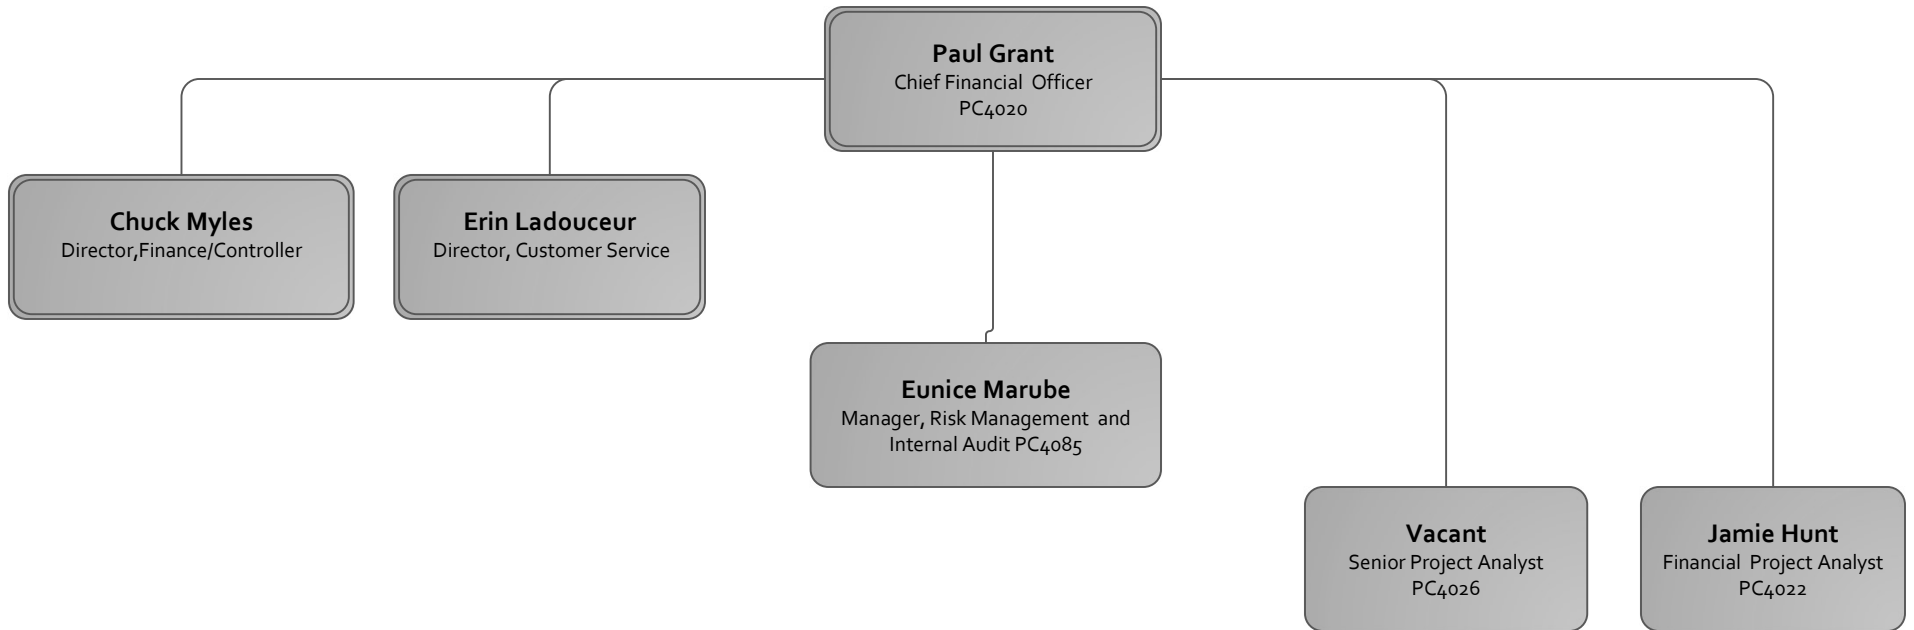 Paul Grant
Chief Financial Officer
PC4020
Chuck Myles
Director,Finance/Controller
Erin Ladouceur
Director, Customer Service
Eunice Marube
Manager, Risk Management and
Internal Audit PC4085
Vacant
Senior Project Analyst
PC4026
Jamie Hunt
Financial Project Analyst
PC4022